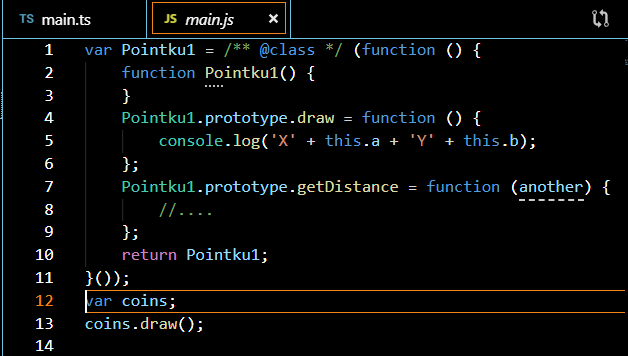 TS main.ts
JS main.js ×
1 var Pointku1 = /** @class */ (function () {
2 function Pointku1() {
3 }
4 Pointku1.prototype.draw = function () {
5 console.log('X' + this.a + 'Y' + this.b);
6 };
7 Pointku1.prototype.getDistance = function (another) {
8 //....
9 };
10 return Pointku1;
11 }());
12 var coins;
13 coins.draw();
14